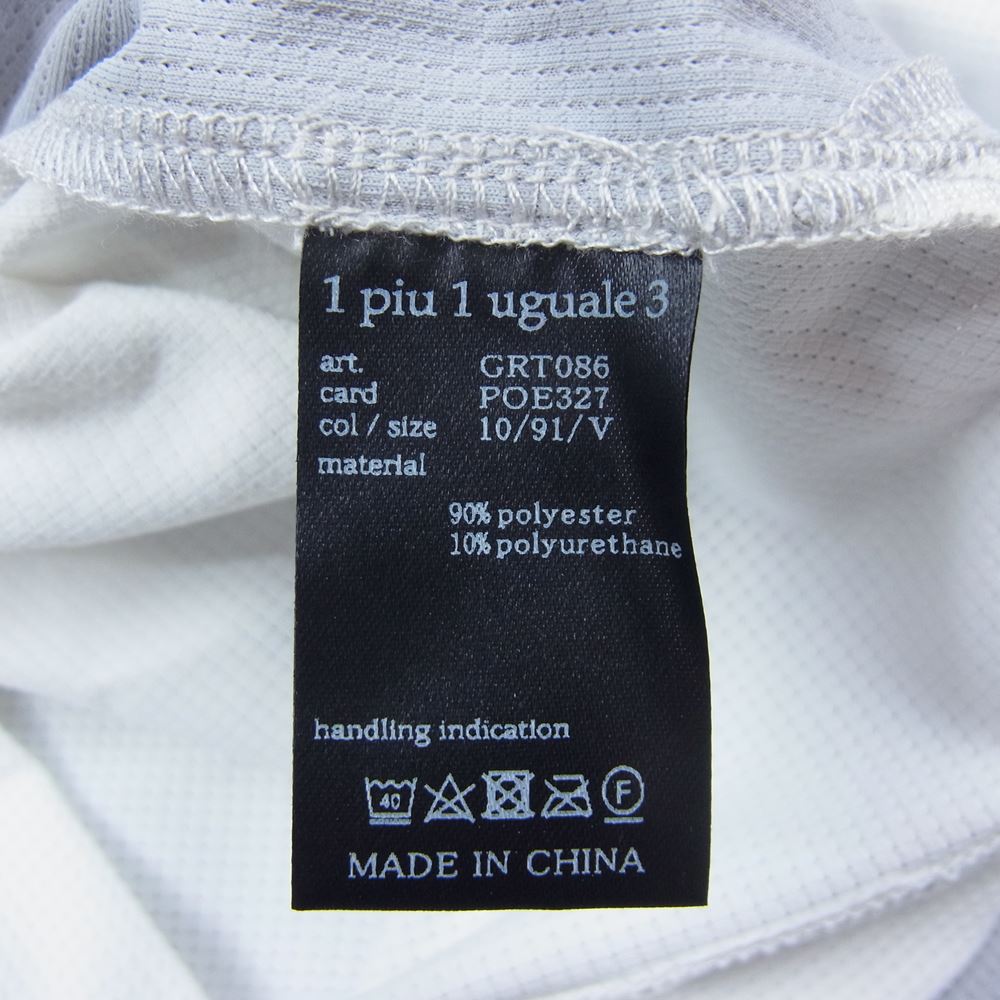 1 piu 1 uguale 3
art. GRT086
card POE327
col / size 10/91/V
material
90% polyester
10% polyurethane
handling indication
40 F
MADE IN CHINA